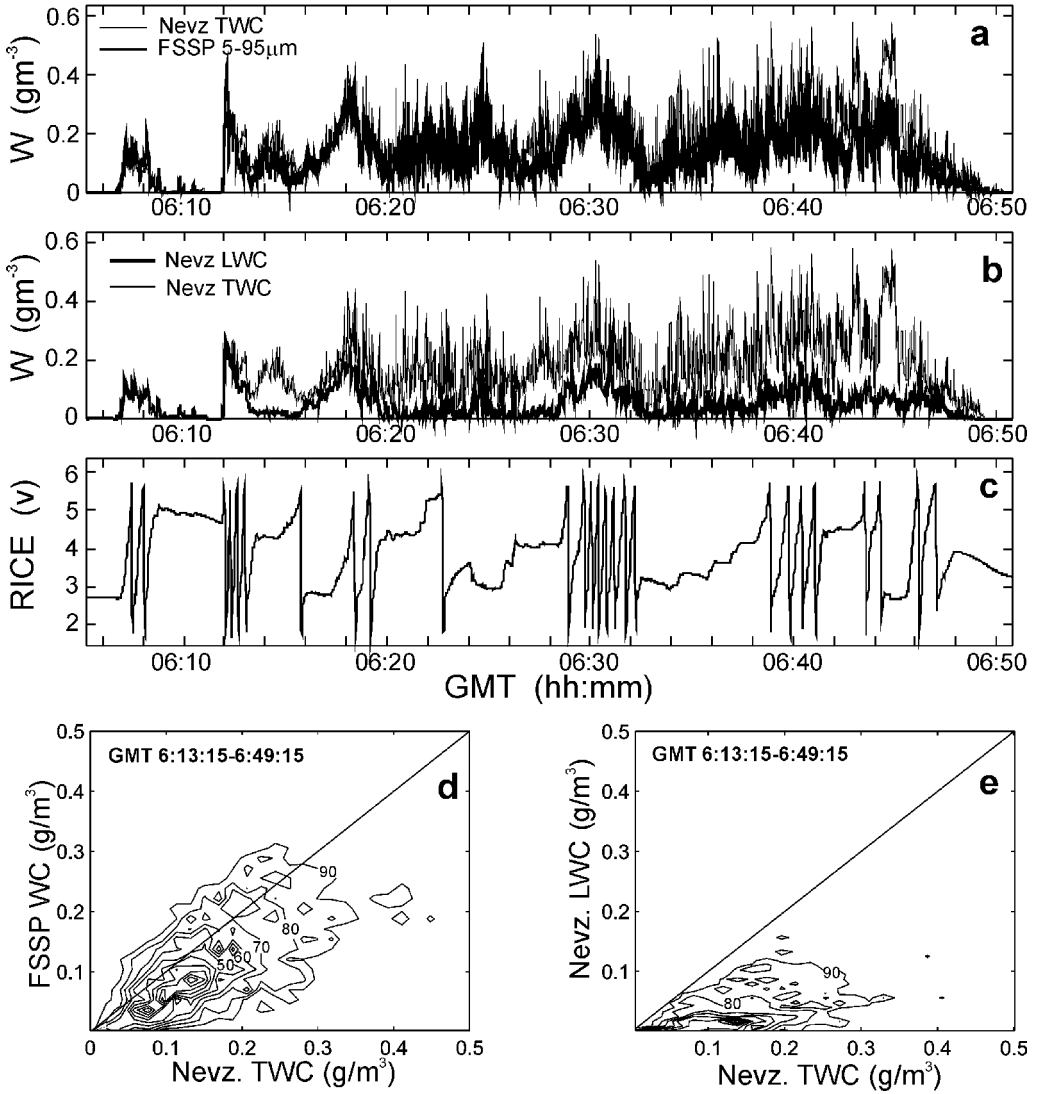 0.6
0.4
0.2
0
W (gm⁻³)
Nevz TWC
FSSP 5-95µm
a
06:10
06:20
06:30
06:40
06:50
0.6
0.4
0.2
0
W (gm⁻³)
Nevz LWC
Nevz TWC
b
06:10
06:20
06:30
06:40
06:50
6
5
4
3
2
RICE (v)
c
06:10
06:20
06:30
06:40
06:50
GMT (hh:mm)
0.5
0.4
0.3
0.2
0.1
FSSP WC (g/m³)
GMT 6:13:15-6:49:15
d
90
80
70
60
50
0
0.1
0.2
0.3
0.4
0.5
Nevz. TWC (g/m³)
0.5
0.4
0.3
0.2
0.1
Nevz. LWC (g/m³)
GMT 6:13:15-6:49:15
e
90
80
0.1
0.2
0.3
0.4
0.5
Nevz. TWC (g/m³)